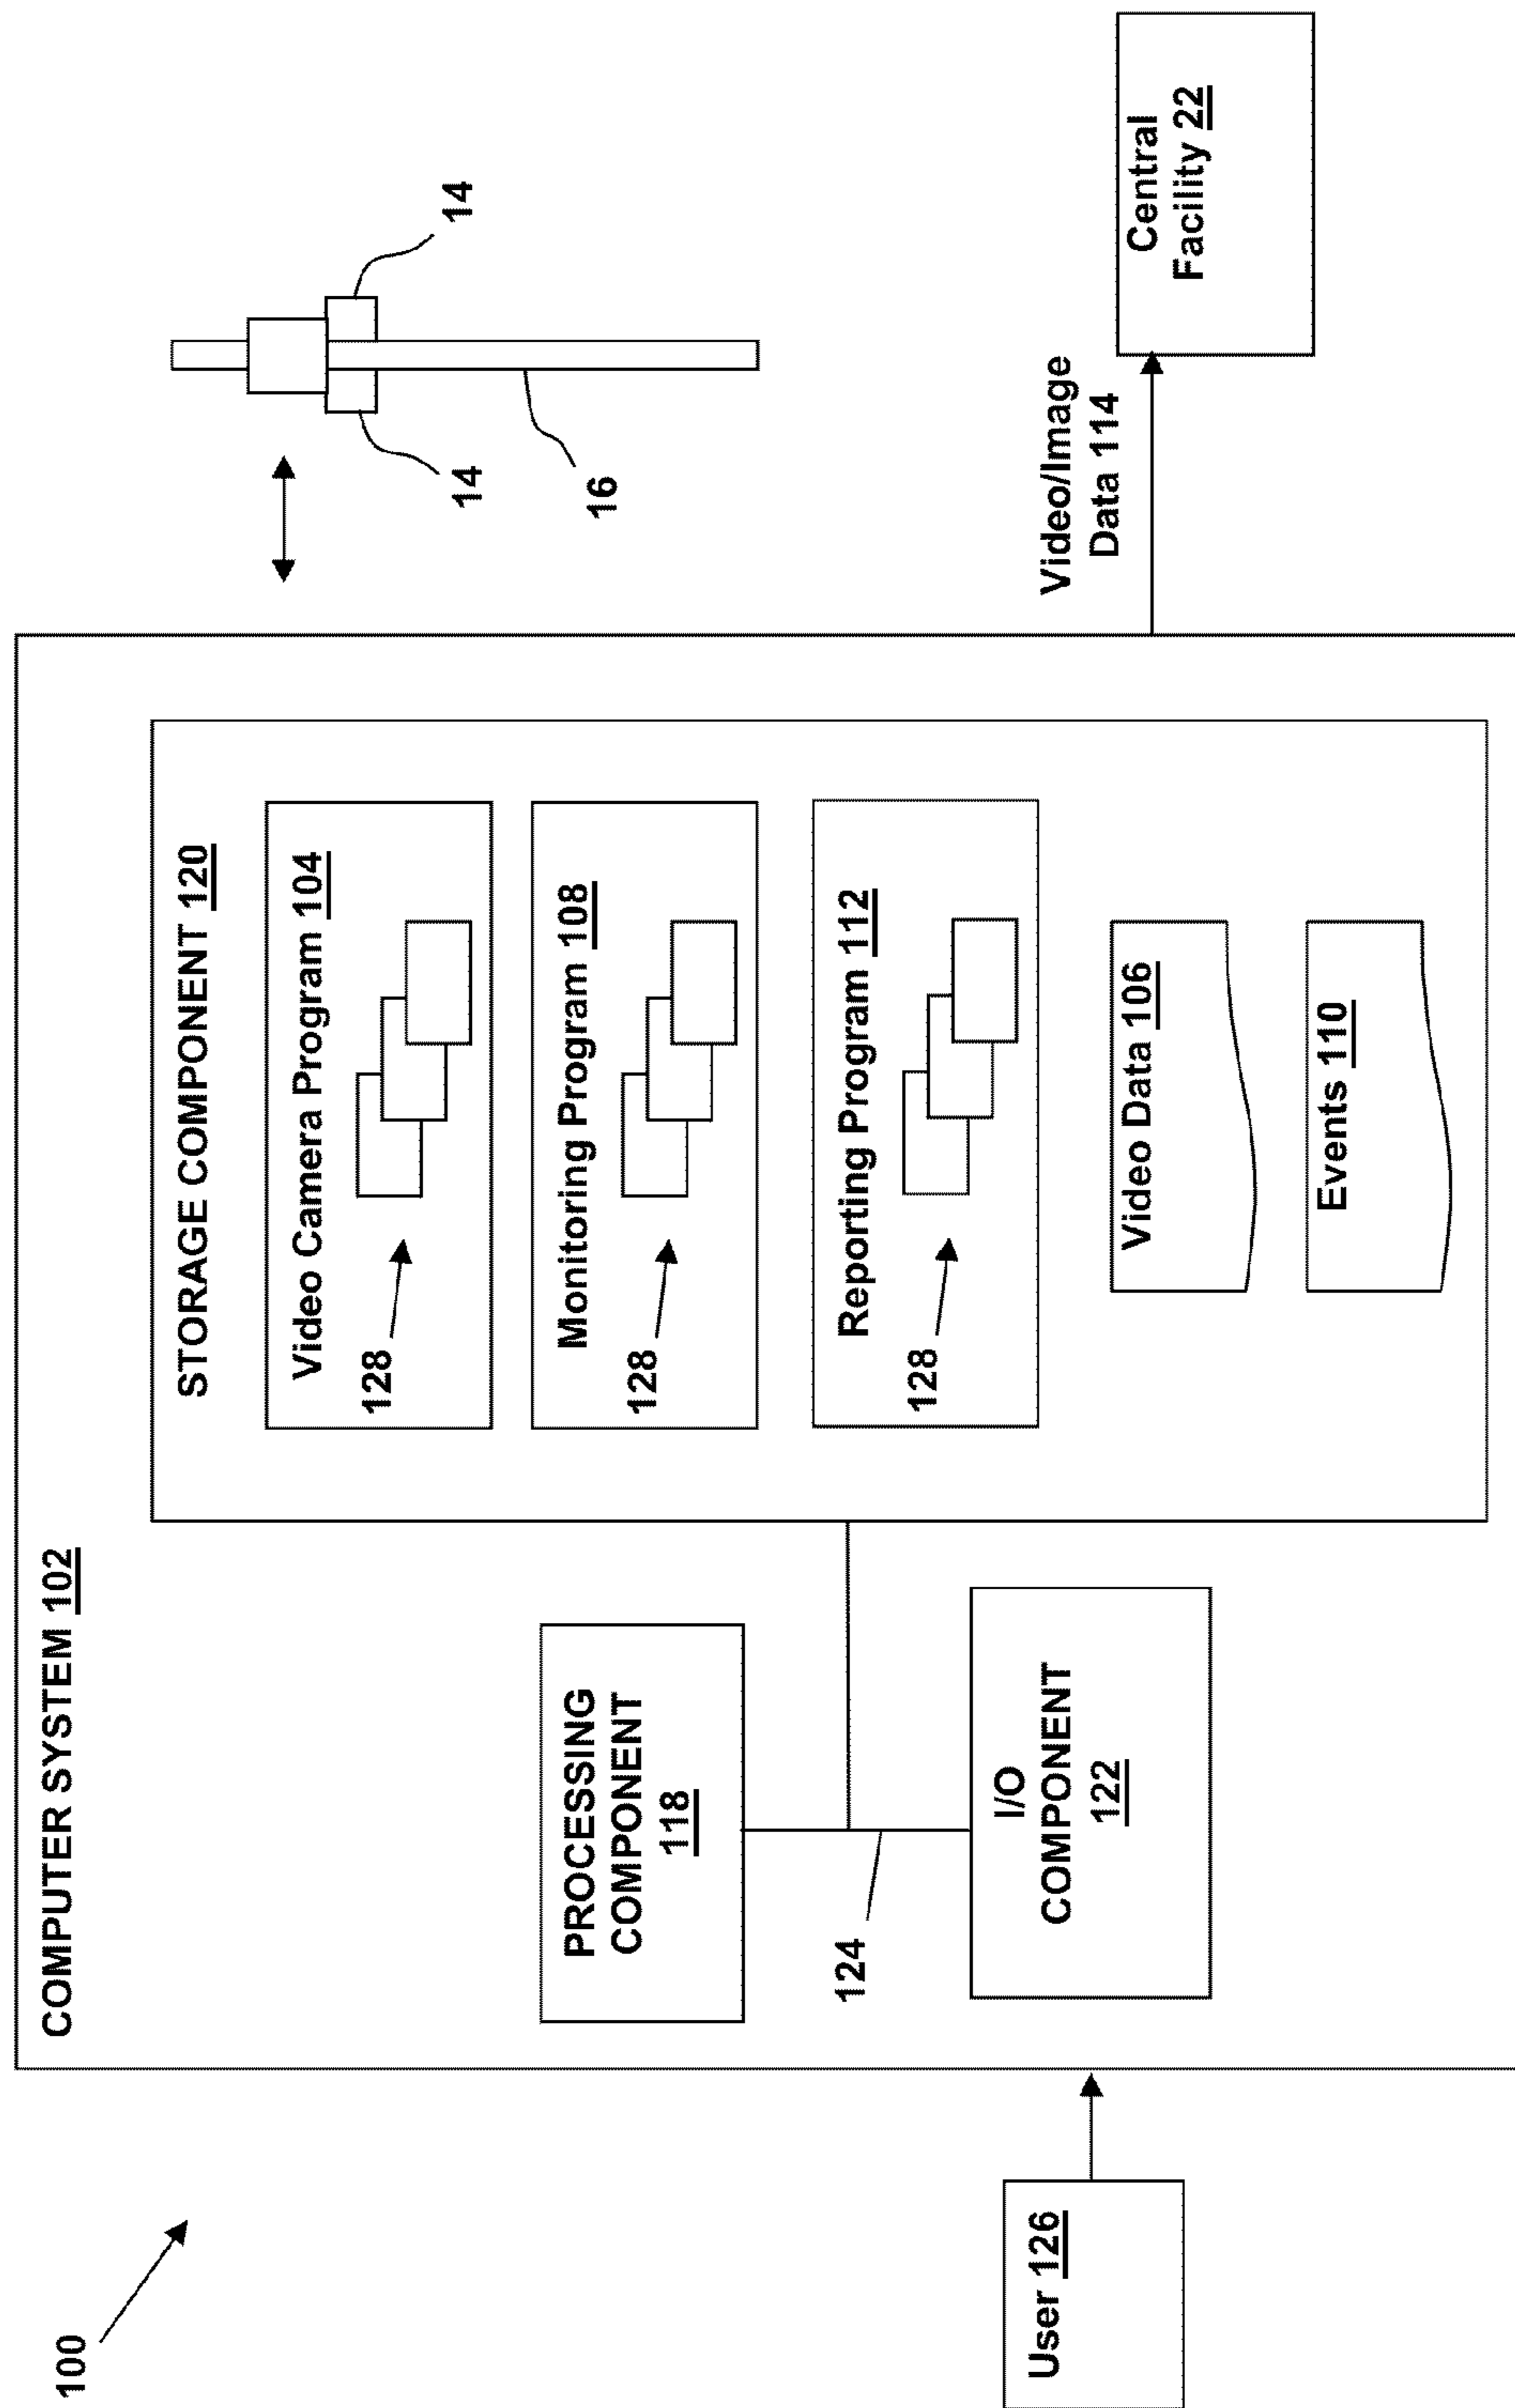 100
COMPUTER SYSTEM 102
STORAGE COMPONENT 120
Video Camera Program 104
128
Monitoring Program 108
128
Reporting Program 112
128
Video Data 106
Events 110
PROCESSING
COMPONENT
118
124
I/O
COMPONENT
122
User 126
14
14
16
Video/Image
Data 114
Central
Facility 22